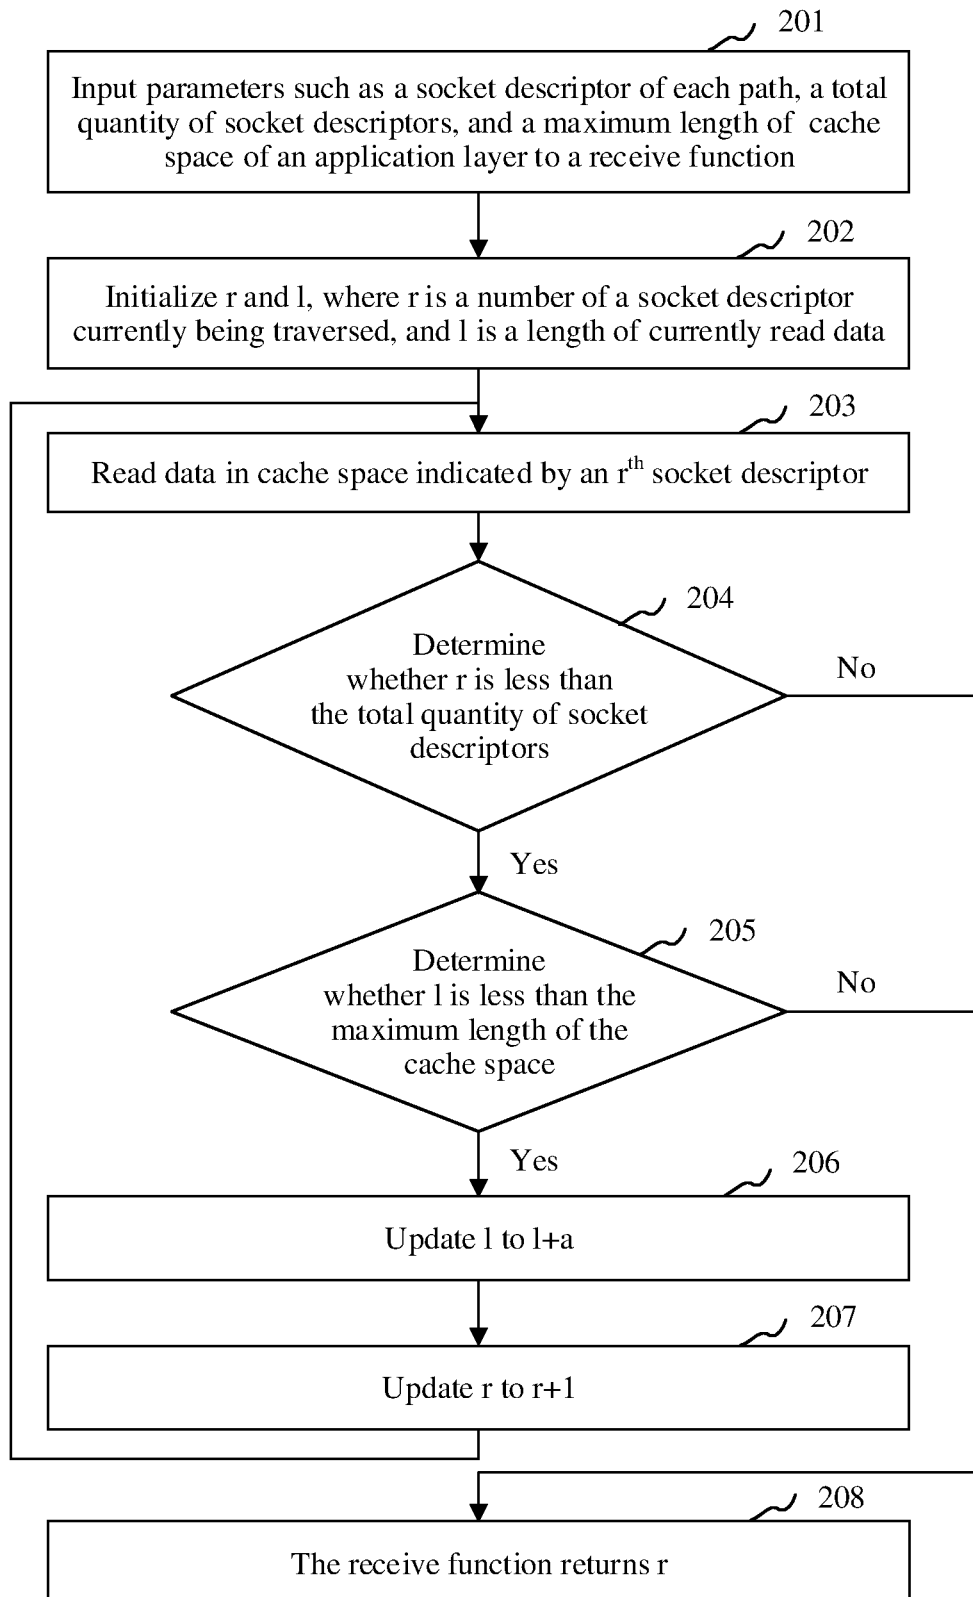 201
Input parameters such as a socket descriptor of each path, a total
quantity of socket descriptors, and a maximum length of cache
space of an application layer to a receive function
202
Initialize r and l, where r is a number of a socket descriptor
currently being traversed, and l is a length of currently read data
203
Read data in cache space indicated by an rth socket descriptor
204
Determine
whether r is less than
the total quantity of socket
descriptors
No
Yes
205
Determine
whether l is less than the
maximum length of the
cache space
No
Yes
206
Update l to l+a
207
Update r to r+1
208
The receive function returns r